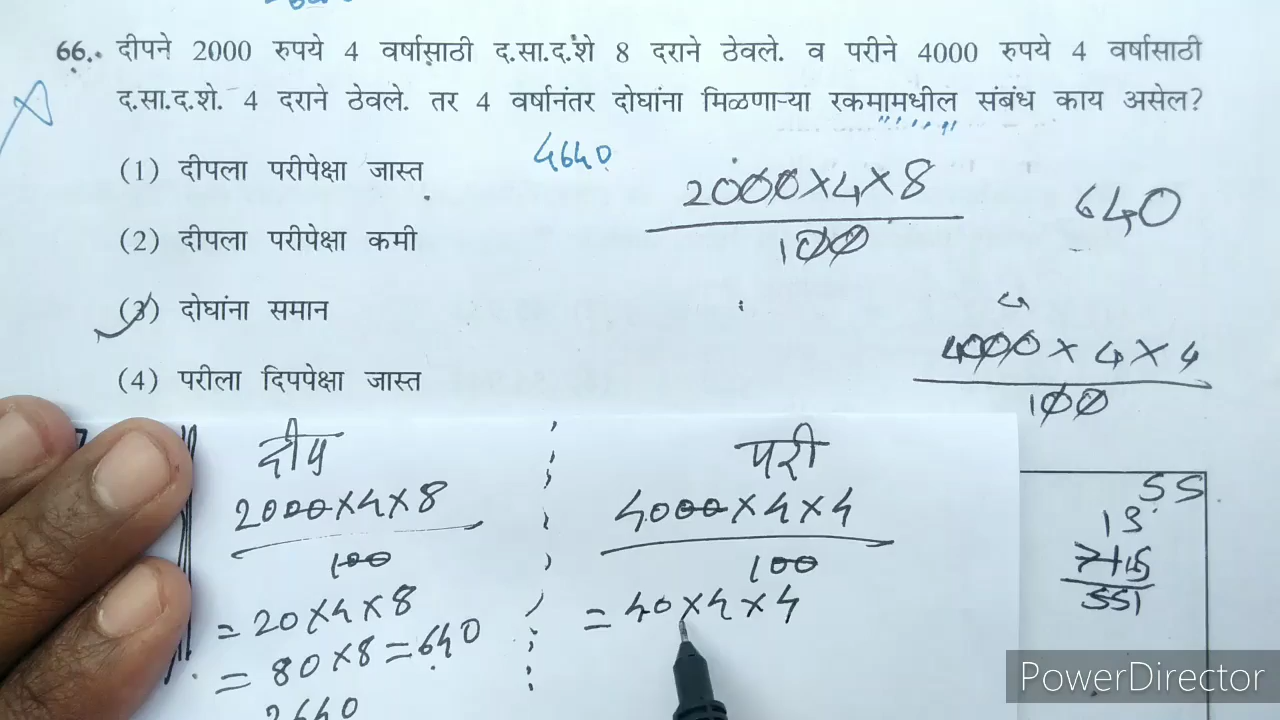 66.. दीपने 2000 रुपये 4 वर्षासाठी द.सा.द.शे 8 दराने ठेवले. व परीने 4000 रुपये 4 वर्षासाठी
द.सा.द.शे. 4 दराने ठेवले. तर 4 वर्षानंतर दोघांना मिळणाऱ्या रकमामधील संबंध काय असेल?
(1) दीपला परीपेक्षा जास्त
(2) दीपला परीपेक्षा कमी
(3) दोघांना समान
(4) परीला दिपपेक्षा जास्त
4640
2000×4×8
100
640
4000 × 4 × 4
100
दीप
2000×4×8
100
= 20×4×8
= 80×8=640
2640
परी
4000×4×4
100
= 40×4×4
55
13
551
PowerDirector